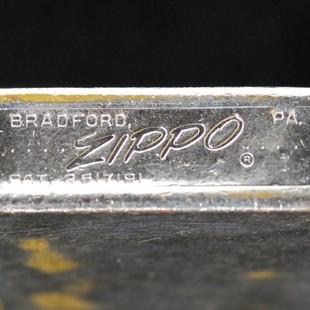 BRADFORD, PA.
ZIPPO ®
PAT. 2517191